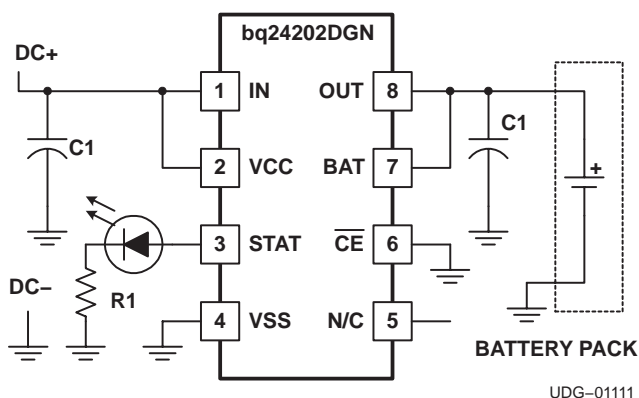 bq24202DGN
DC+
1 IN OUT 8
C1 C1
2 VCC BAT 7
+
3 STAT CE 6
DC−
R1
4 VSS N/C 5
BATTERY PACK
UDG−01111